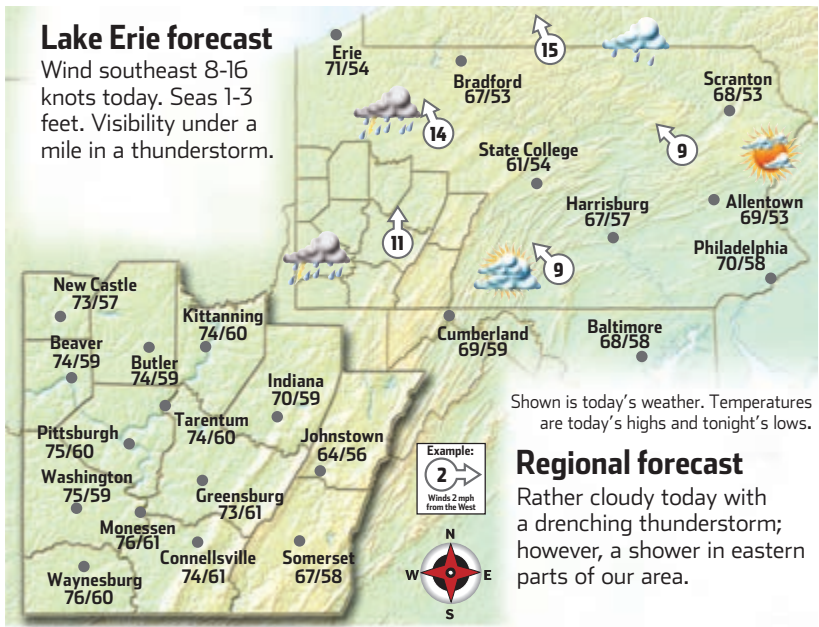 Lake Erie forecast
Wind southeast 8-16
knots today. Seas 1-3
feet. Visibility under a
mile in a thunderstorm.
Erie
71/54
Bradford
67/53
15
Scranton
68/53
14
State College
61/54
9
Harrisburg
67/57
Allentown
69/53
11
9
Philadelphia
70/58
Cumberland
69/59
Baltimore
68/58
New Castle
73/57
Kittanning
74/60
Beaver
74/59
Butler
74/59
Indiana
70/59
Tarentum
74/60
Pittsburgh
75/60
Johnstown
64/56
Washington
75/59
Greensburg
73/61
Monessen
76/61
Connellsville
74/61
Somerset
67/58
Waynesburg
76/60
Example:
2
Winds 2 mph
from the West
N
W E
S
Shown is today's weather. Temperatures
are today's highs and tonight's lows.
Regional forecast
Rather cloudy today with
a drenching thunderstorm;
however, a shower in eastern
parts of our area.